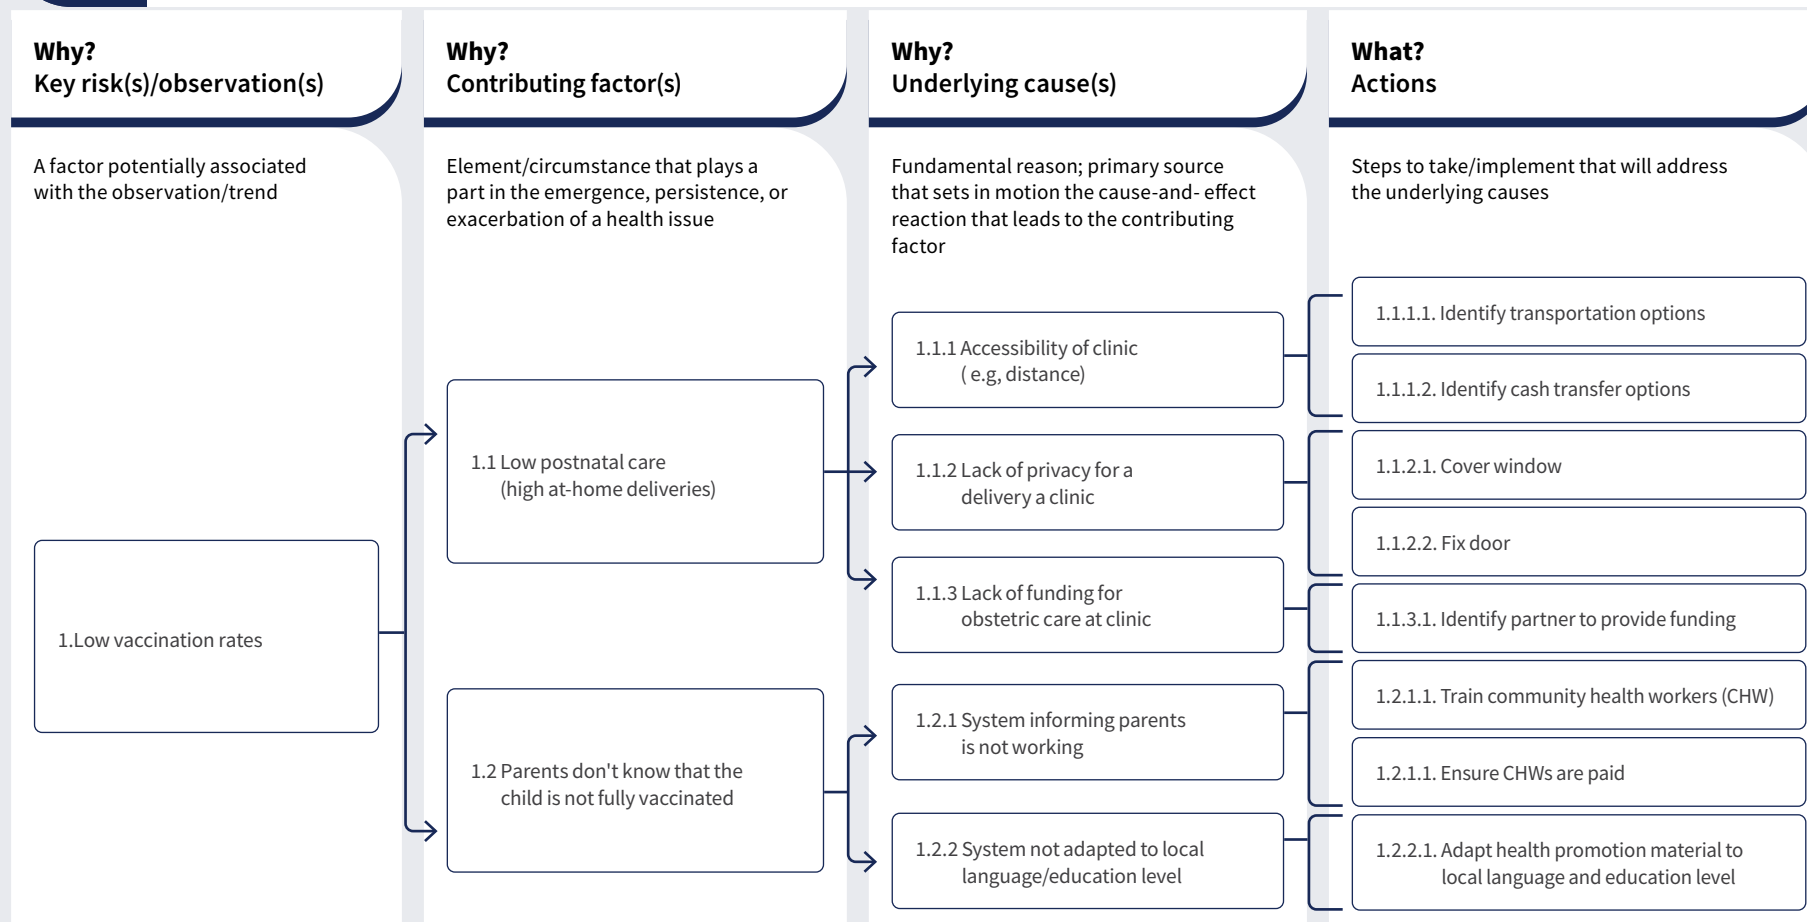 Why?
Key risk(s)/observation(s)
A factor potentially associated
with the observation/trend
1.Low vaccination rates
Why?
Contributing factor(s)
Element/circumstance that plays a
part in the emergence, persistence, or
exacerbation of a health issue
1.1 Low postnatal care
(high at-home deliveries)
1.2 Parents don't know that the
child is not fully vaccinated
Why?
Underlying cause(s)
Fundamental reason; primary source
that sets in motion the cause-and- effect
reaction that leads to the contributing
factor
1.1.1 Accessibility of clinic
( e.g, distance)
1.1.2 Lack of privacy for a
delivery a clinic
1.1.3 Lack of funding for
obstetric care at clinic
1.2.1 System informing parents
is not working
1.2.2 System not adapted to local
language/education level
What?
Actions
Steps to take/implement that will address
the underlying causes
1.1.1.1. Identify transportation options
1.1.1.2. Identify cash transfer options
1.1.2.1. Cover window
1.1.2.2. Fix door
1.1.3.1. Identify partner to provide funding
1.2.1.1. Train community health workers (CHW)
1.2.1.1. Ensure CHWs are paid
1.2.2.1. Adapt health promotion material to
local language and education level